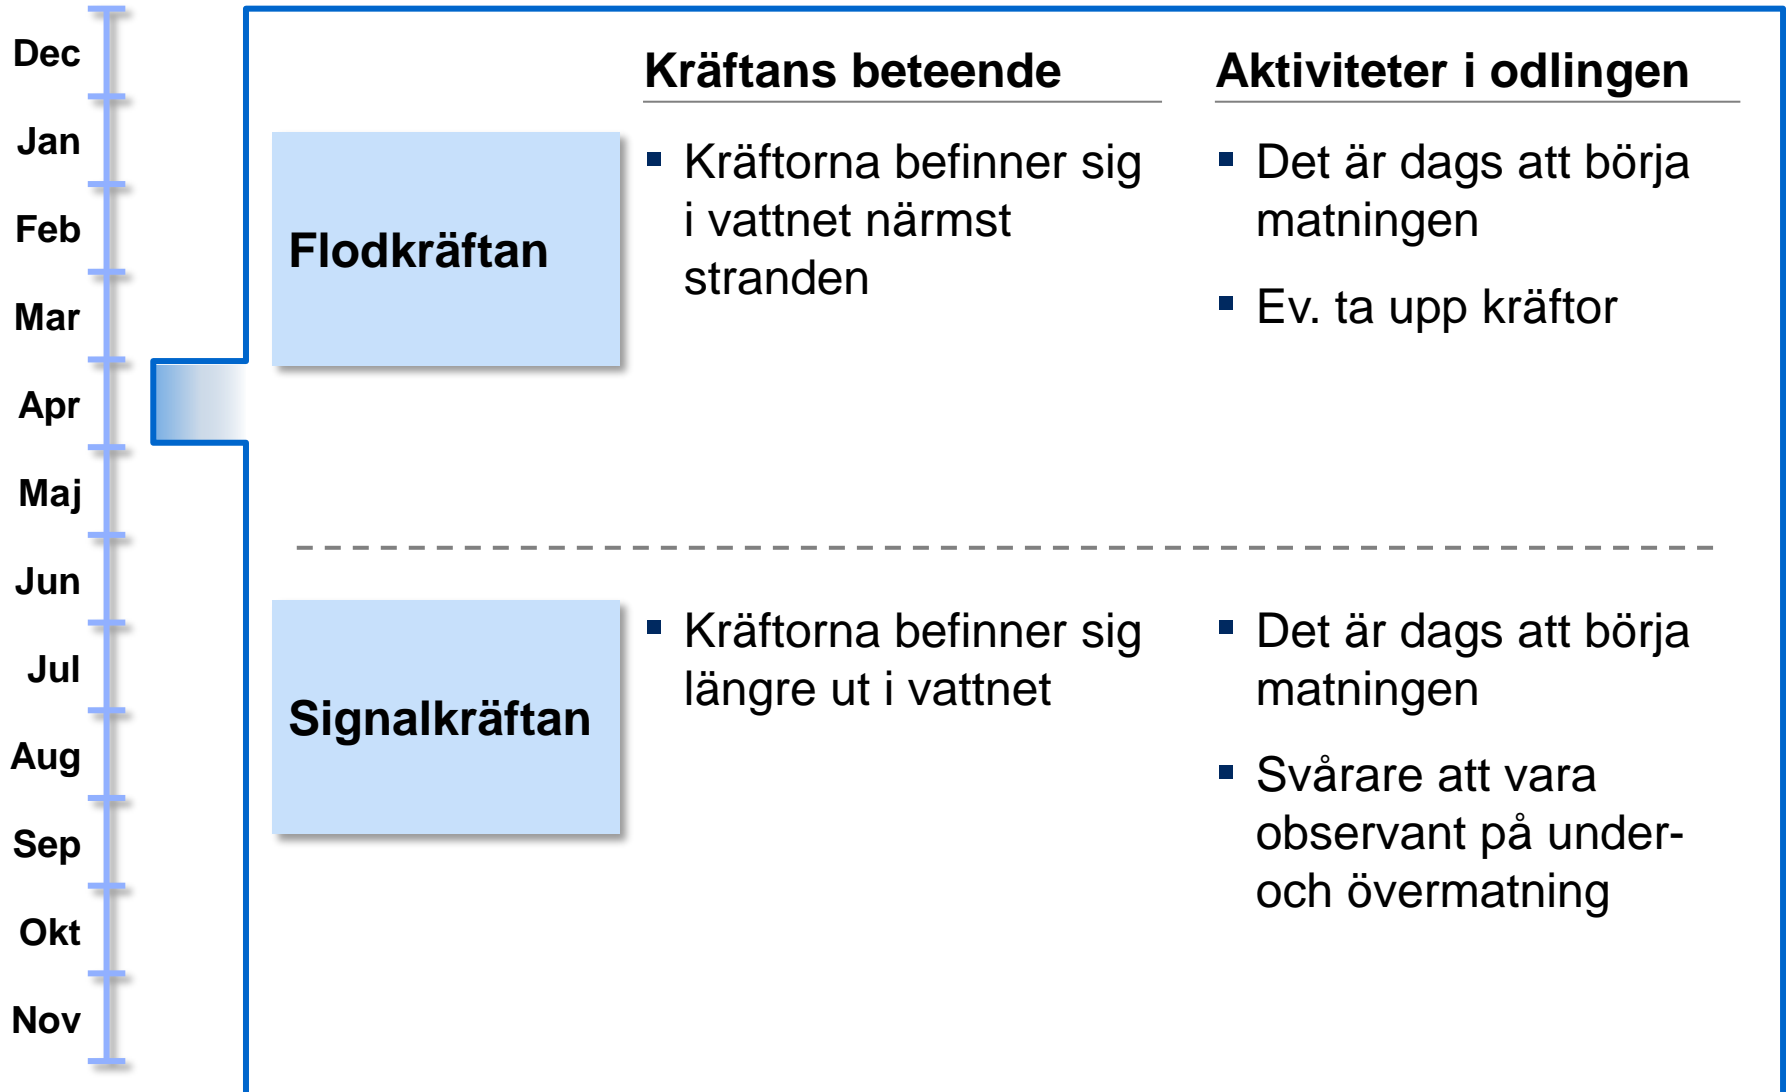 Dec
Jan
Feb
Mar
Apr
Maj
Jun
Jul
Aug
Sep
Okt
Nov
Kräftans beteende
Aktiviteter i odlingen
Flodkräftan
Kräftorna befinner sig
i vattnet närmst
stranden
Det är dags att börja
matningen
Ev. ta upp kräftor
Signalkräftan
Kräftorna befinner sig
längre ut i vattnet
Det är dags att börja
matningen
Svårare att vara
observant på under-
och övermatning